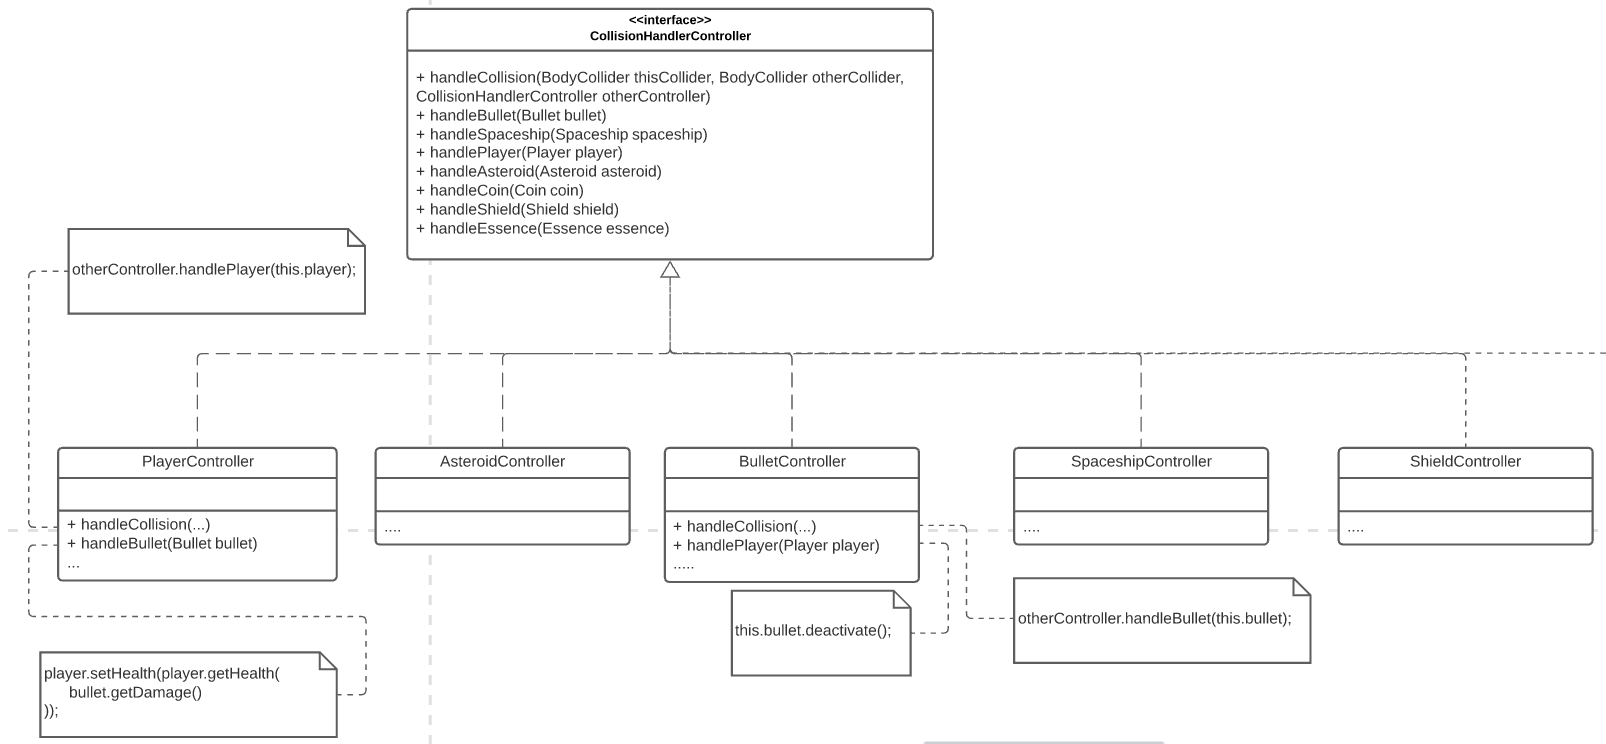 <<interface>>
CollisionHandlerController
+ handleCollision(BodyCollider thisCollider, BodyCollider otherCollider,
CollisionHandlerController otherController)
+ handleBullet(Bullet bullet)
+ handleSpaceship(Spaceship spaceship)
+ handlePlayer(Player player)
+ handleAsteroid(Asteroid asteroid)
+ handleCoin(Coin coin)
+ handleShield(Shield shield)
+ handleEssence(Essence essence)
otherController.handlePlayer(this.player);
PlayerController
+ handleCollision(...)
+ handleBullet(Bullet bullet)
...
AsteroidController
....
BulletController
+ handleCollision(...)
+ handlePlayer(Player player)
.....
SpaceshipController
....
ShieldController
....
this.bullet.deactivate();
otherController.handleBullet(this.bullet);
player.setHealth(player.getHealth(
bullet.getDamage()
));